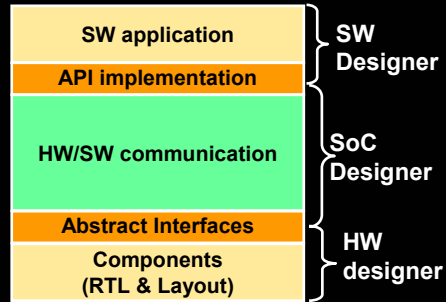 SW application
API implementation
HW/SW communication
Abstract Interfaces
Components
(RTL & Layout)
SW
Designer
SoC
Designer
HW
designer